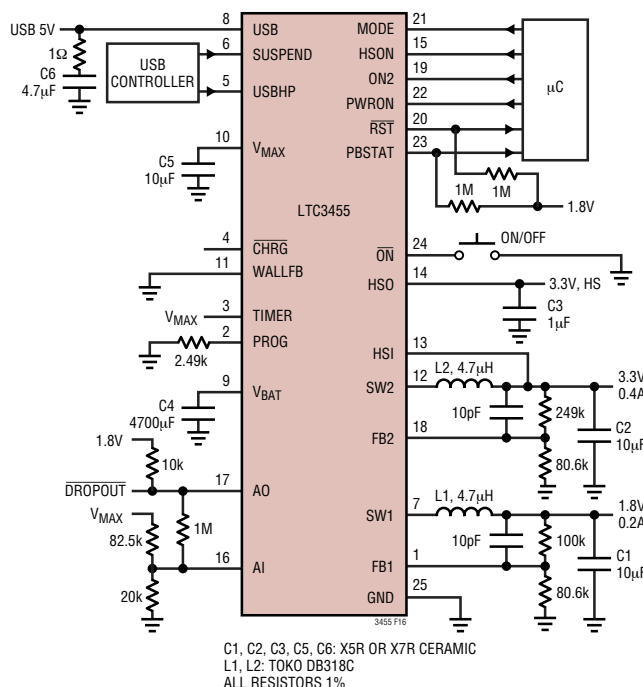 USB 5V
1Ω
C6
4.7µF
USB
CONTROLLER
8
USB
6
SUSPEND
5
USBHP
10
VMAX
C5
10µF
LTC3455
4
CHRG
11
WALLFB
VMAX
3
TIMER
2
PROG
2.49k
9
VBAT
C4
4700µF
1.8V
10k
DROPOUT
17
AO
VMAX
1M
82.5k
16
AI
20k
MODE
21
HSON
15
ON2
19
PWRON
22
RST
20
PBSTAT
23
µC
1M
1M
1.8V
ON
24
ON/OFF
HSO
14
3.3V, HS
C3
1µF
HSI
13
SW2
12
L2, 4.7µH
3.3V
0.4A
10pF
249k
C2
10µF
FB2
18
80.6k
SW1
7
L1, 4.7µH
1.8V
0.2A
10pF
100k
C1
10µF
FB1
1
80.6k
GND
25
3455 F16
C1, C2, C3, C5, C6: X5R OR X7R CERAMIC
L1, L2: TOKO DB318C
ALL RESISTORS 1%